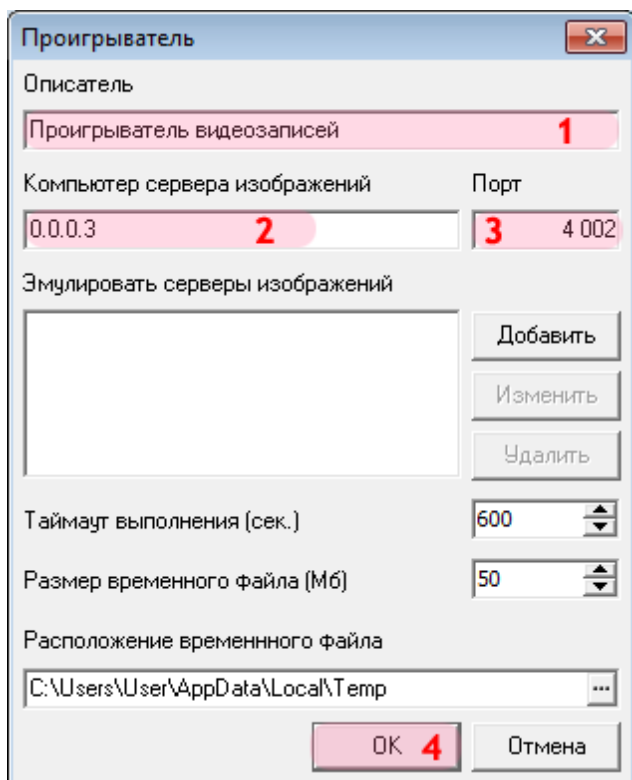 Проигрыватель
Описатель
Проигрыватель видеозаписей 1
Компьютер сервера изображений Порт
0.0.0.3 2 3 4 002
Эмулировать серверы изображений
Добавить
Изменить
Удалить
Таймаут выполнения (сек.) 600
Размер временного файла (Мб) 50
Расположение временнного файла
C:\Users\User\AppData\Local\Temp ...
OK 4 Отмена